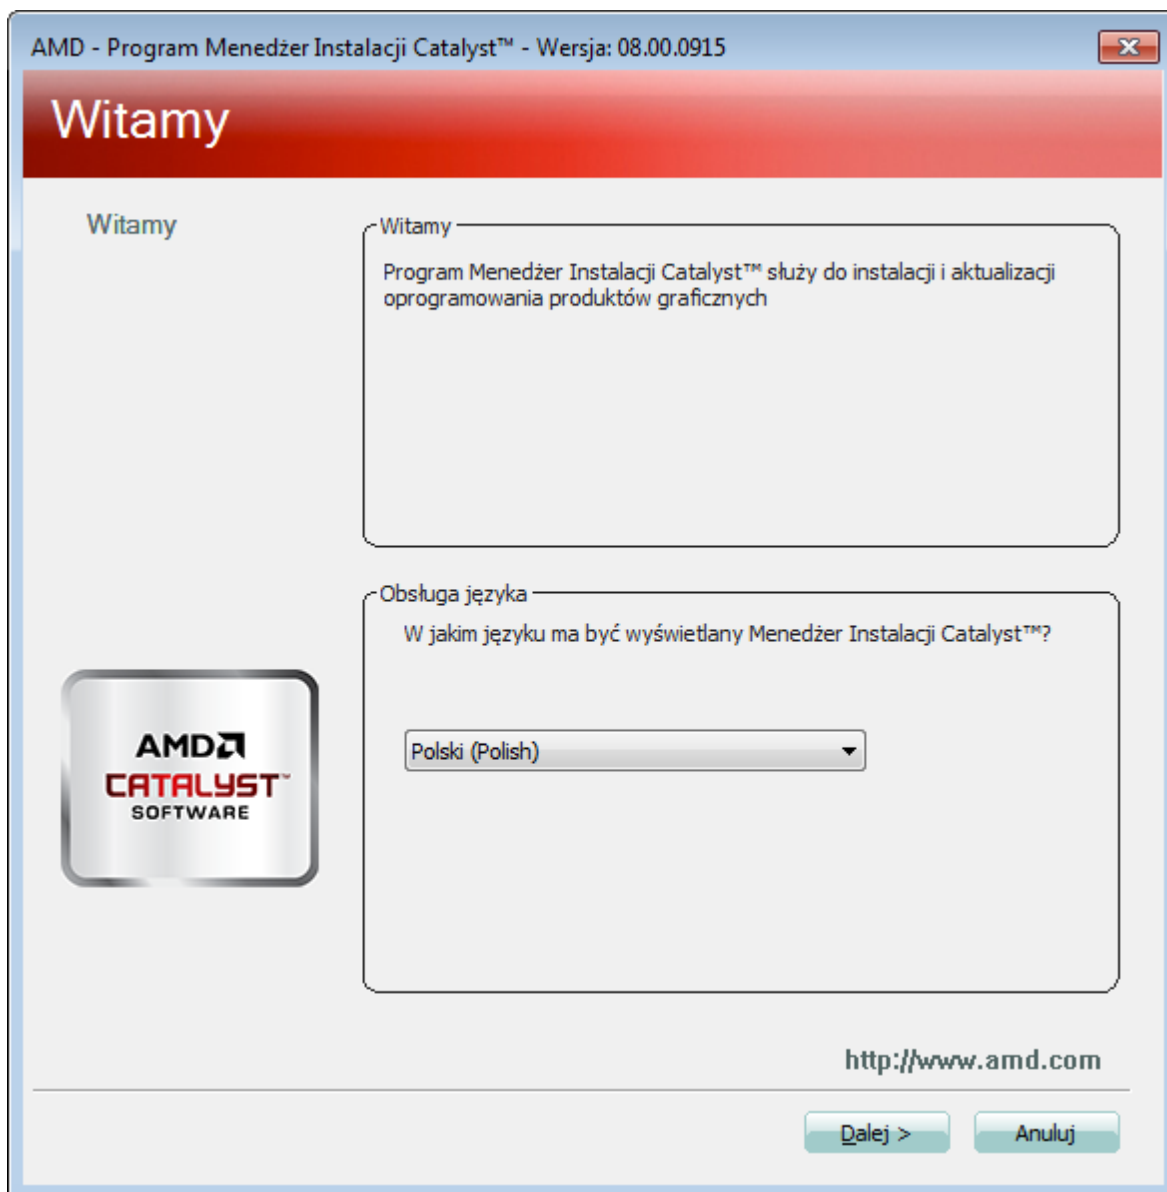 AMD - Program Menedżer Instalacji Catalyst™ - Wersja: 08.00.0915
Witamy
Witamy
Witamy
Program Menedżer Instalacji Catalyst™ służy do instalacji i aktualizacji
oprogramowania produktów graficznych
Obsługa języka
W jakim języku ma być wyświetlany Menedżer Instalacji Catalyst™?
Polski (Polish)
AMD
CATALYST™
SOFTWARE
http://www.amd.com
Dalej >
Anuluj